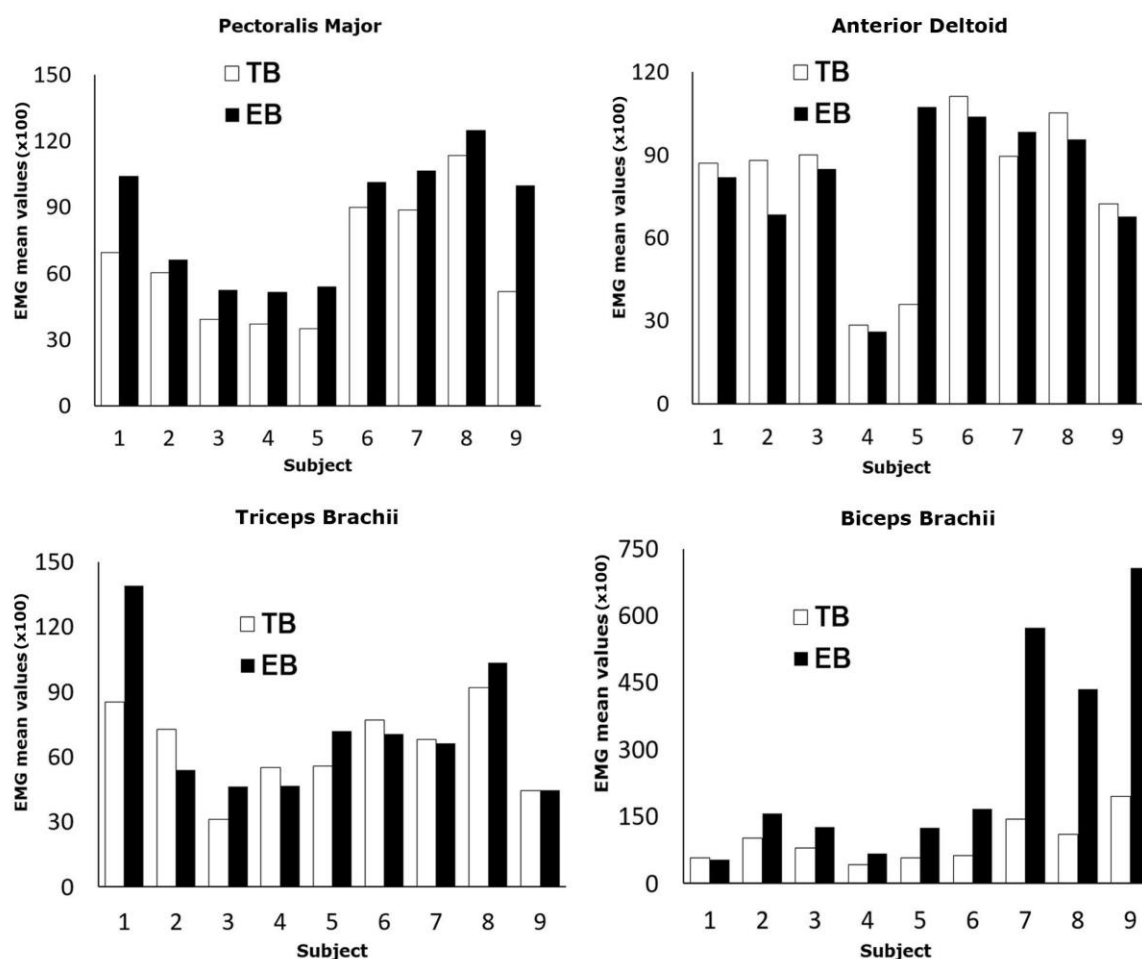 Pectoralis Major
EMG mean values (x100)
TB
EB
150
120
90
60
30
0
1 2 3 4 5 6 7 8 9
Subject
Anterior Deltoid
EMG mean values (x100)
TB
EB
120
90
60
30
0
1 2 3 4 5 6 7 8 9
Subject
Triceps Brachii
EMG mean values (x100)
TB
EB
150
120
90
60
30
0
1 2 3 4 5 6 7 8 9
Subject
Biceps Brachii
EMG mean values (x100)
TB
EB
750
600
450
300
150
0
1 2 3 4 5 6 7 8 9
Subject